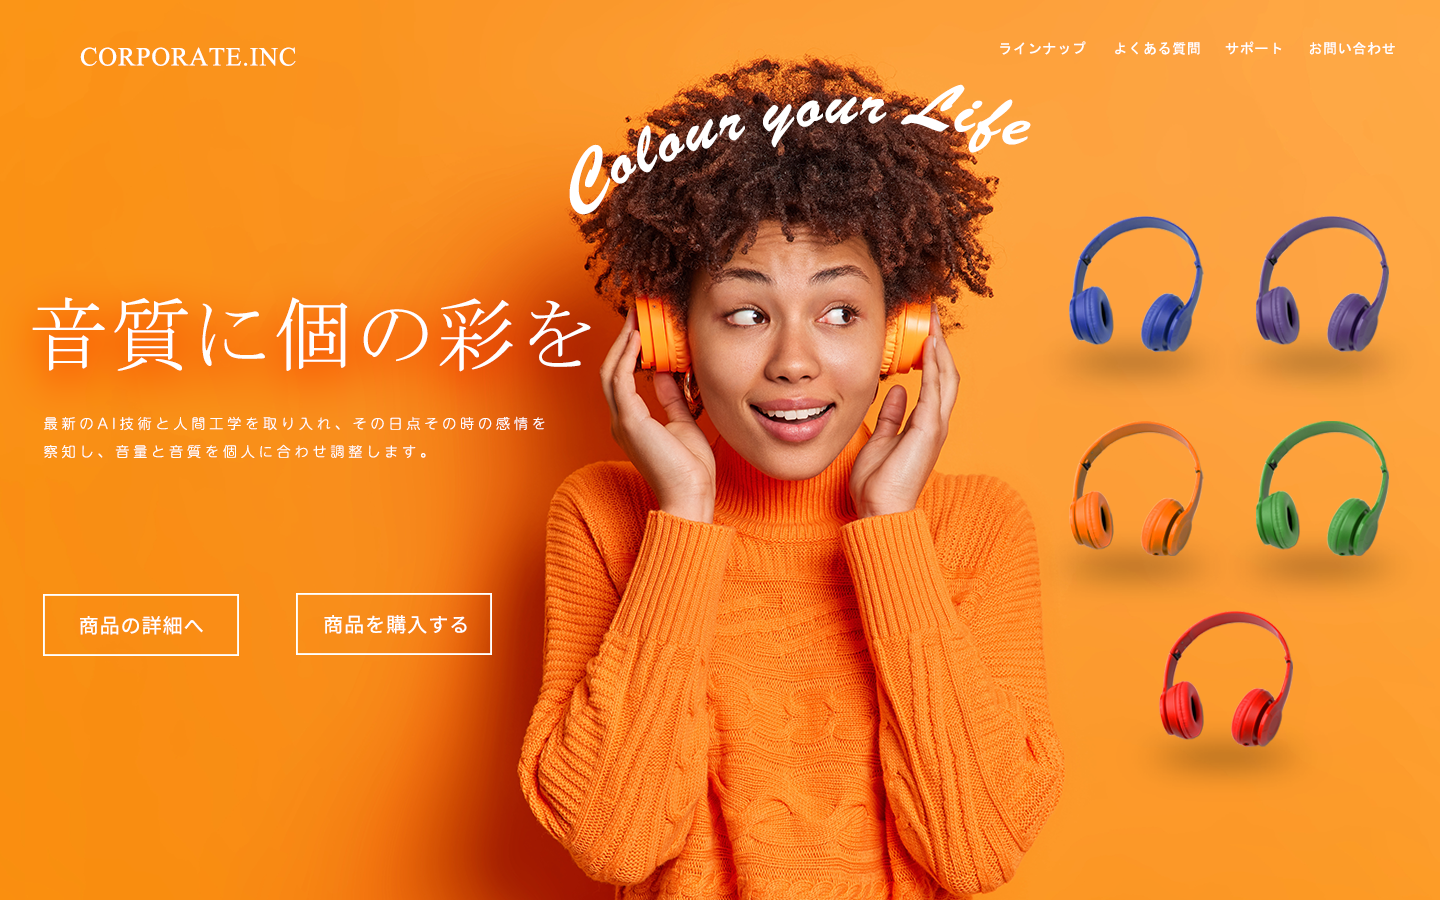 CORPORATE.INC
ラインナップ よくある質問 サポート お問い合わせ
Colour your Life
音質に個の彩を
最新のAI技術と人間工学を取り入れ、その日点その時の感情を
察知し、音量と音質を個人に合わせ調整します。
商品の詳細へ
商品を購入する